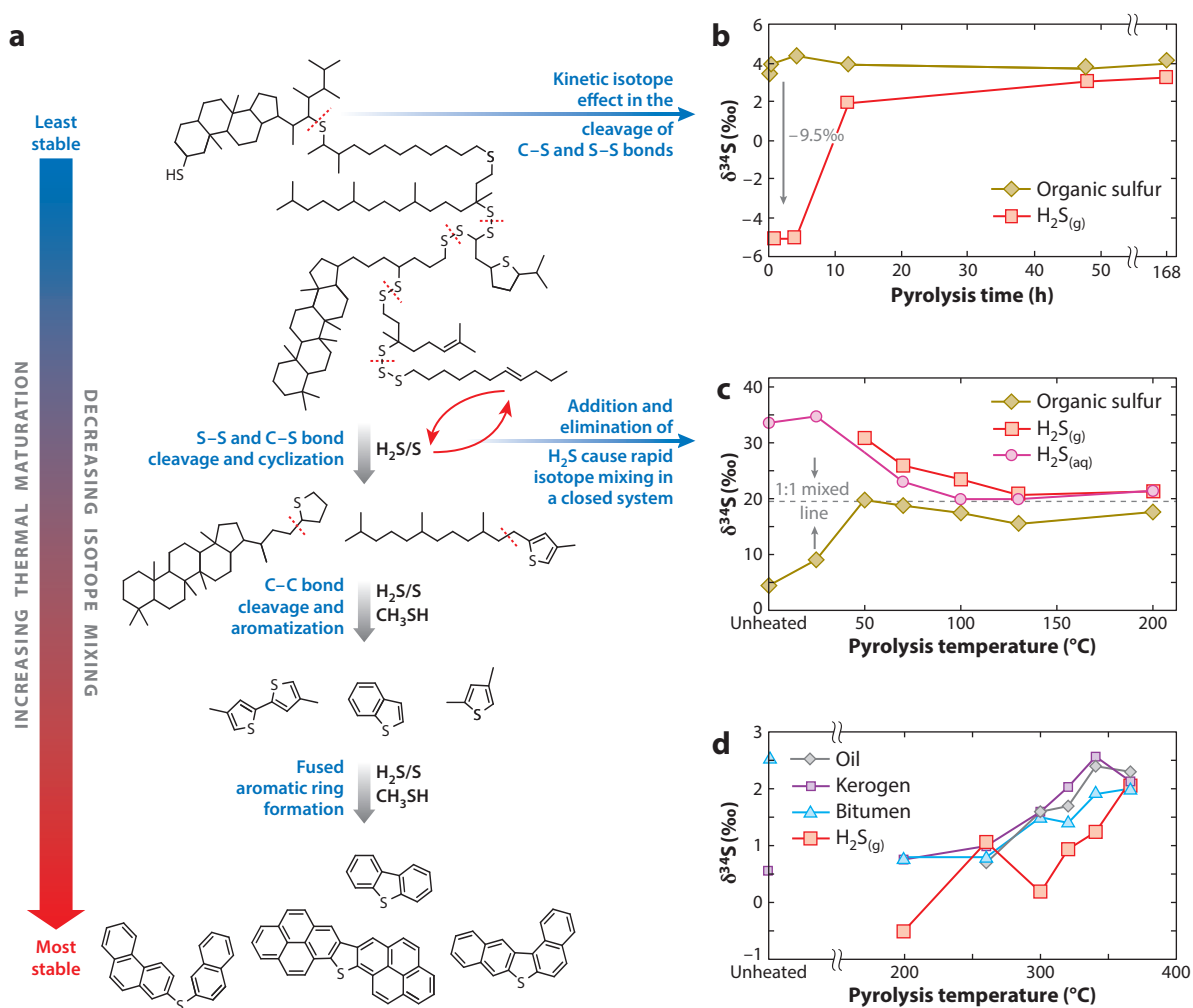 a
Least
stable
INCREASING THERMAL MATURATION
DECREASING ISOTOPE MIXING
Most
stable
HS
S
S
S
S
S
S
S
S
S
S
S
S
Kinetic isotope
effect in the
cleavage of
C–S and S–S bonds
S–S and C–S bond
cleavage and cyclization
H2S/S
Addition and
elimination of
H2S cause rapid
isotope mixing in
a closed system
S
S
C–C bond
cleavage and
aromatization
H2S/S
CH3SH
S
S
S
S
Fused
aromatic ring
formation
H2S/S
CH3SH
S
S
S
S
b
δ34S (‰)
6
4
2
0
−2
−4
−6
−9.5‰
Organic sulfur
H2S(g)
0
10
20
30
40
50
168
Pyrolysis time (h)
c
δ34S (‰)
40
30
20
10
0
Organic sulfur
H2S(g)
H2S(aq)
1:1 mixed
line
Unheated
50
100
150
200
Pyrolysis temperature (°C)
d
δ34S (‰)
3
2
1
0
−1
Oil
Kerogen
Bitumen
H2S(g)
Unheated
200
300
400
Pyrolysis temperature (°C)